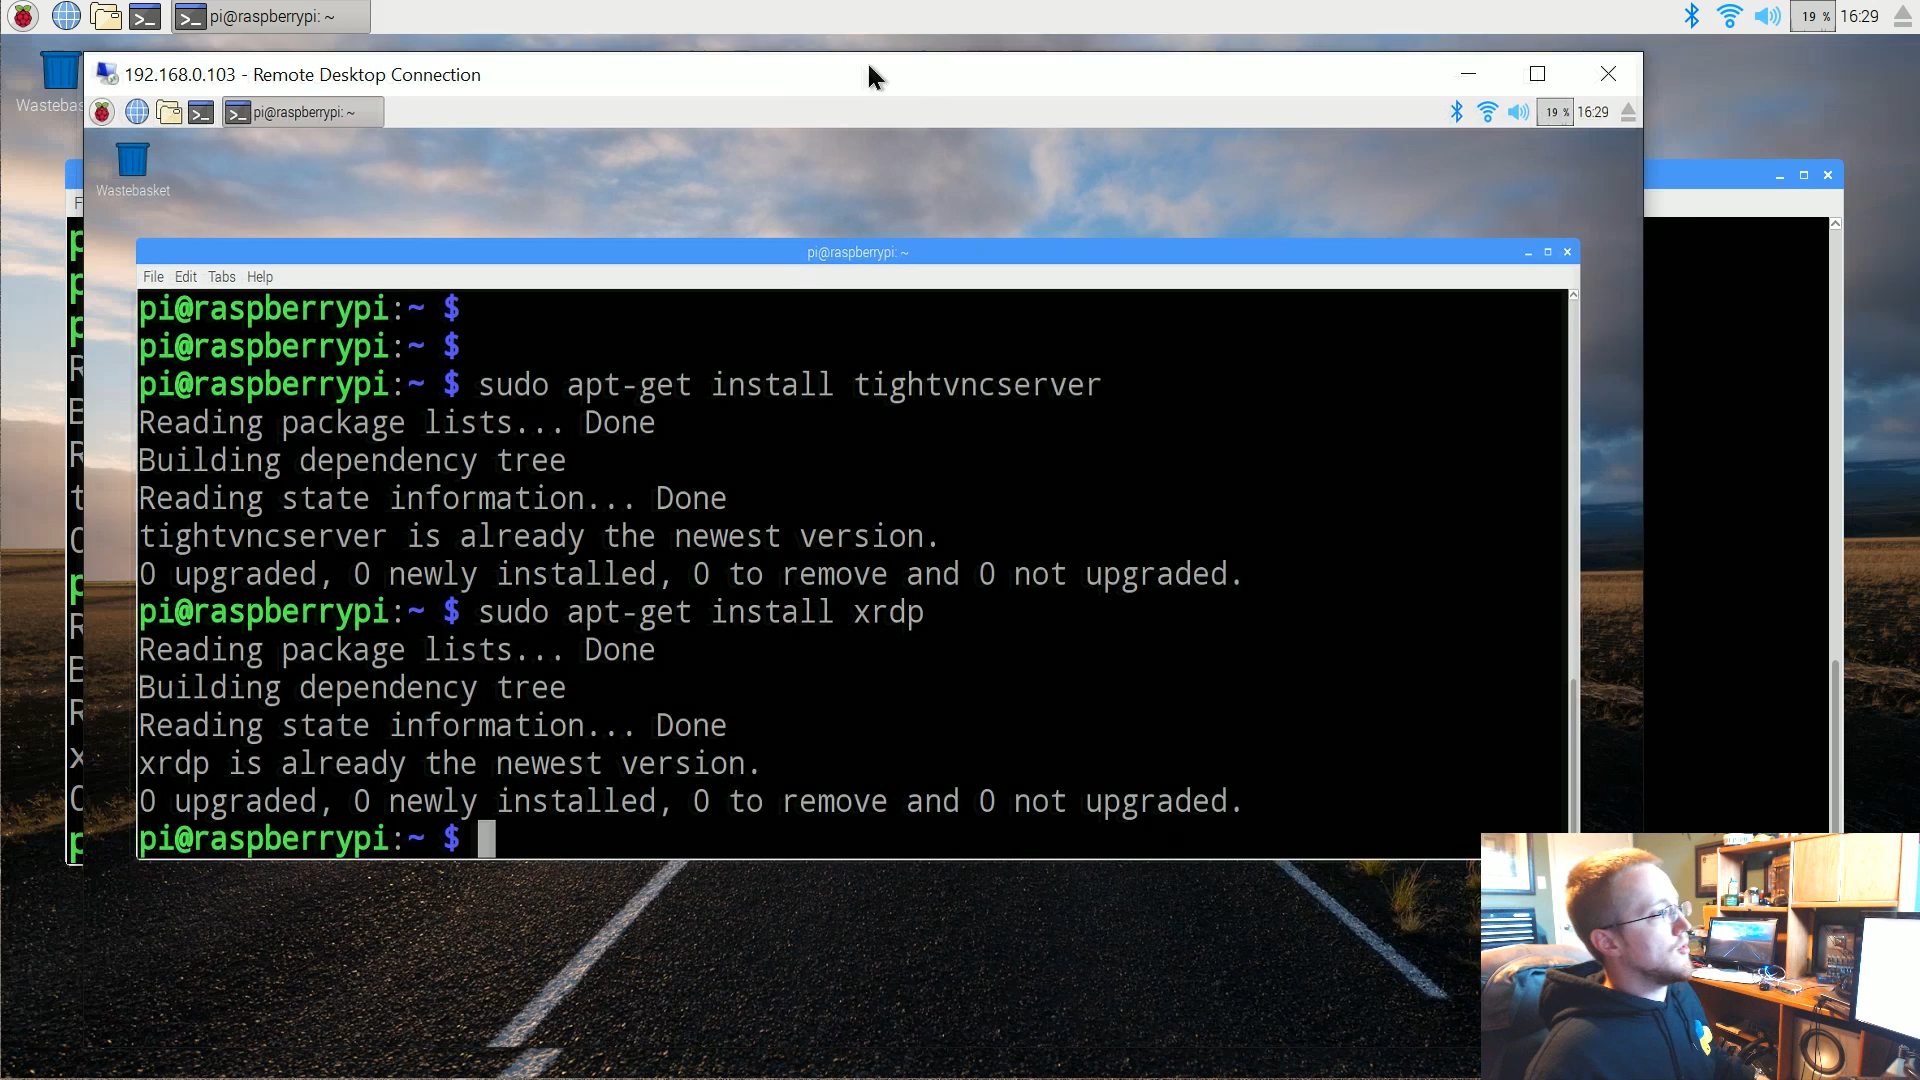 pi@raspberrypi: ~
19 %
16:29
Wastebas
192.168.0.103 - Remote Desktop Connection
pi@raspberrypi: ~
19 %
16:29
Wastebasket
pi@raspberrypi: ~
File Edit Tabs Help
pi@raspberrypi:~ $
pi@raspberrypi:~ $
pi@raspberrypi:~ $ sudo apt-get install tightvncserver
Reading package lists... Done
Building dependency tree
Reading state information... Done
tightvncserver is already the newest version.
0 upgraded, 0 newly installed, 0 to remove and 0 not upgraded.
pi@raspberrypi:~ $ sudo apt-get install xrdp
Reading package lists... Done
Building dependency tree
Reading state information... Done
xrdp is already the newest version.
0 upgraded, 0 newly installed, 0 to remove and 0 not upgraded.
pi@raspberrypi:~ $